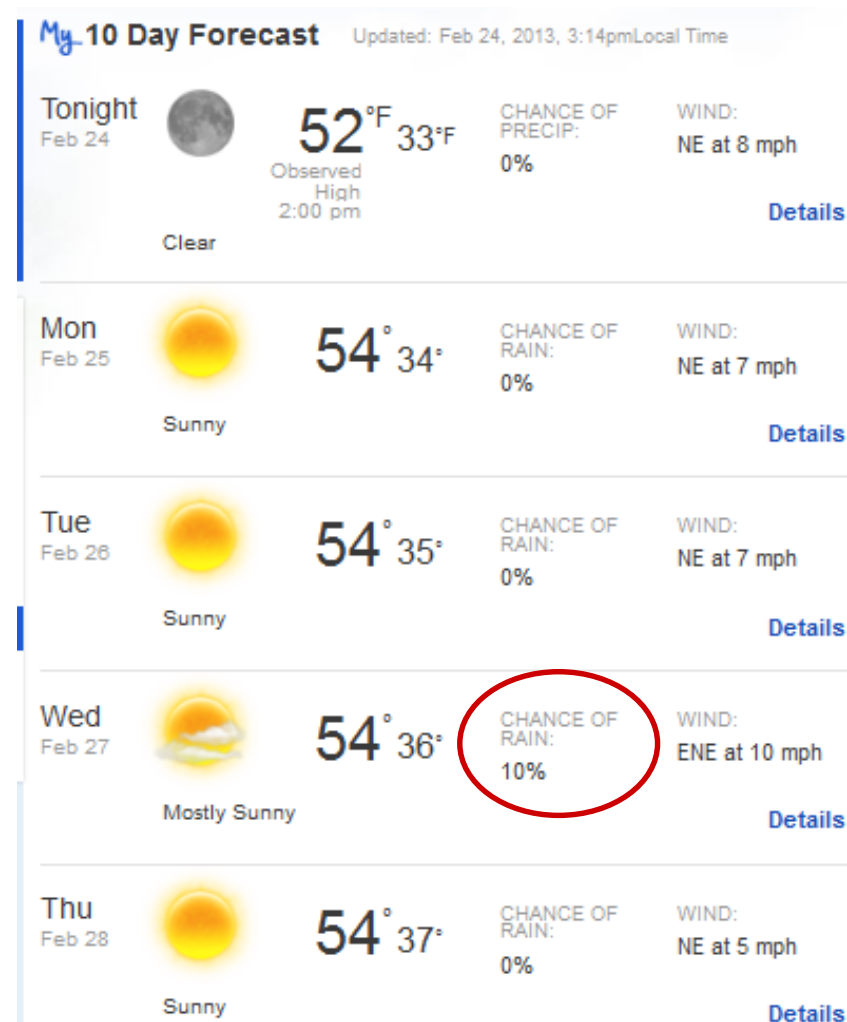 My 10 Day Forecast Updated: Feb 24, 2013, 3:14pmLocal Time
Tonight
Feb 24
52°F 33°F
Observed
High
2:00 pm
Clear
CHANCE OF
PRECIP:
0%
WIND:
NE at 8 mph
Details
Mon
Feb 25
54° 34°
Sunny
CHANCE OF
RAIN:
0%
WIND:
NE at 7 mph
Details
Tue
Feb 26
54° 35°
Sunny
CHANCE OF
RAIN:
0%
WIND:
NE at 7 mph
Details
Wed
Feb 27
54° 36°
Mostly Sunny
CHANCE OF
RAIN:
10%
WIND:
ENE at 10 mph
Details
Thu
Feb 28
54° 37°
Sunny
CHANCE OF
RAIN:
0%
WIND:
NE at 5 mph
Details